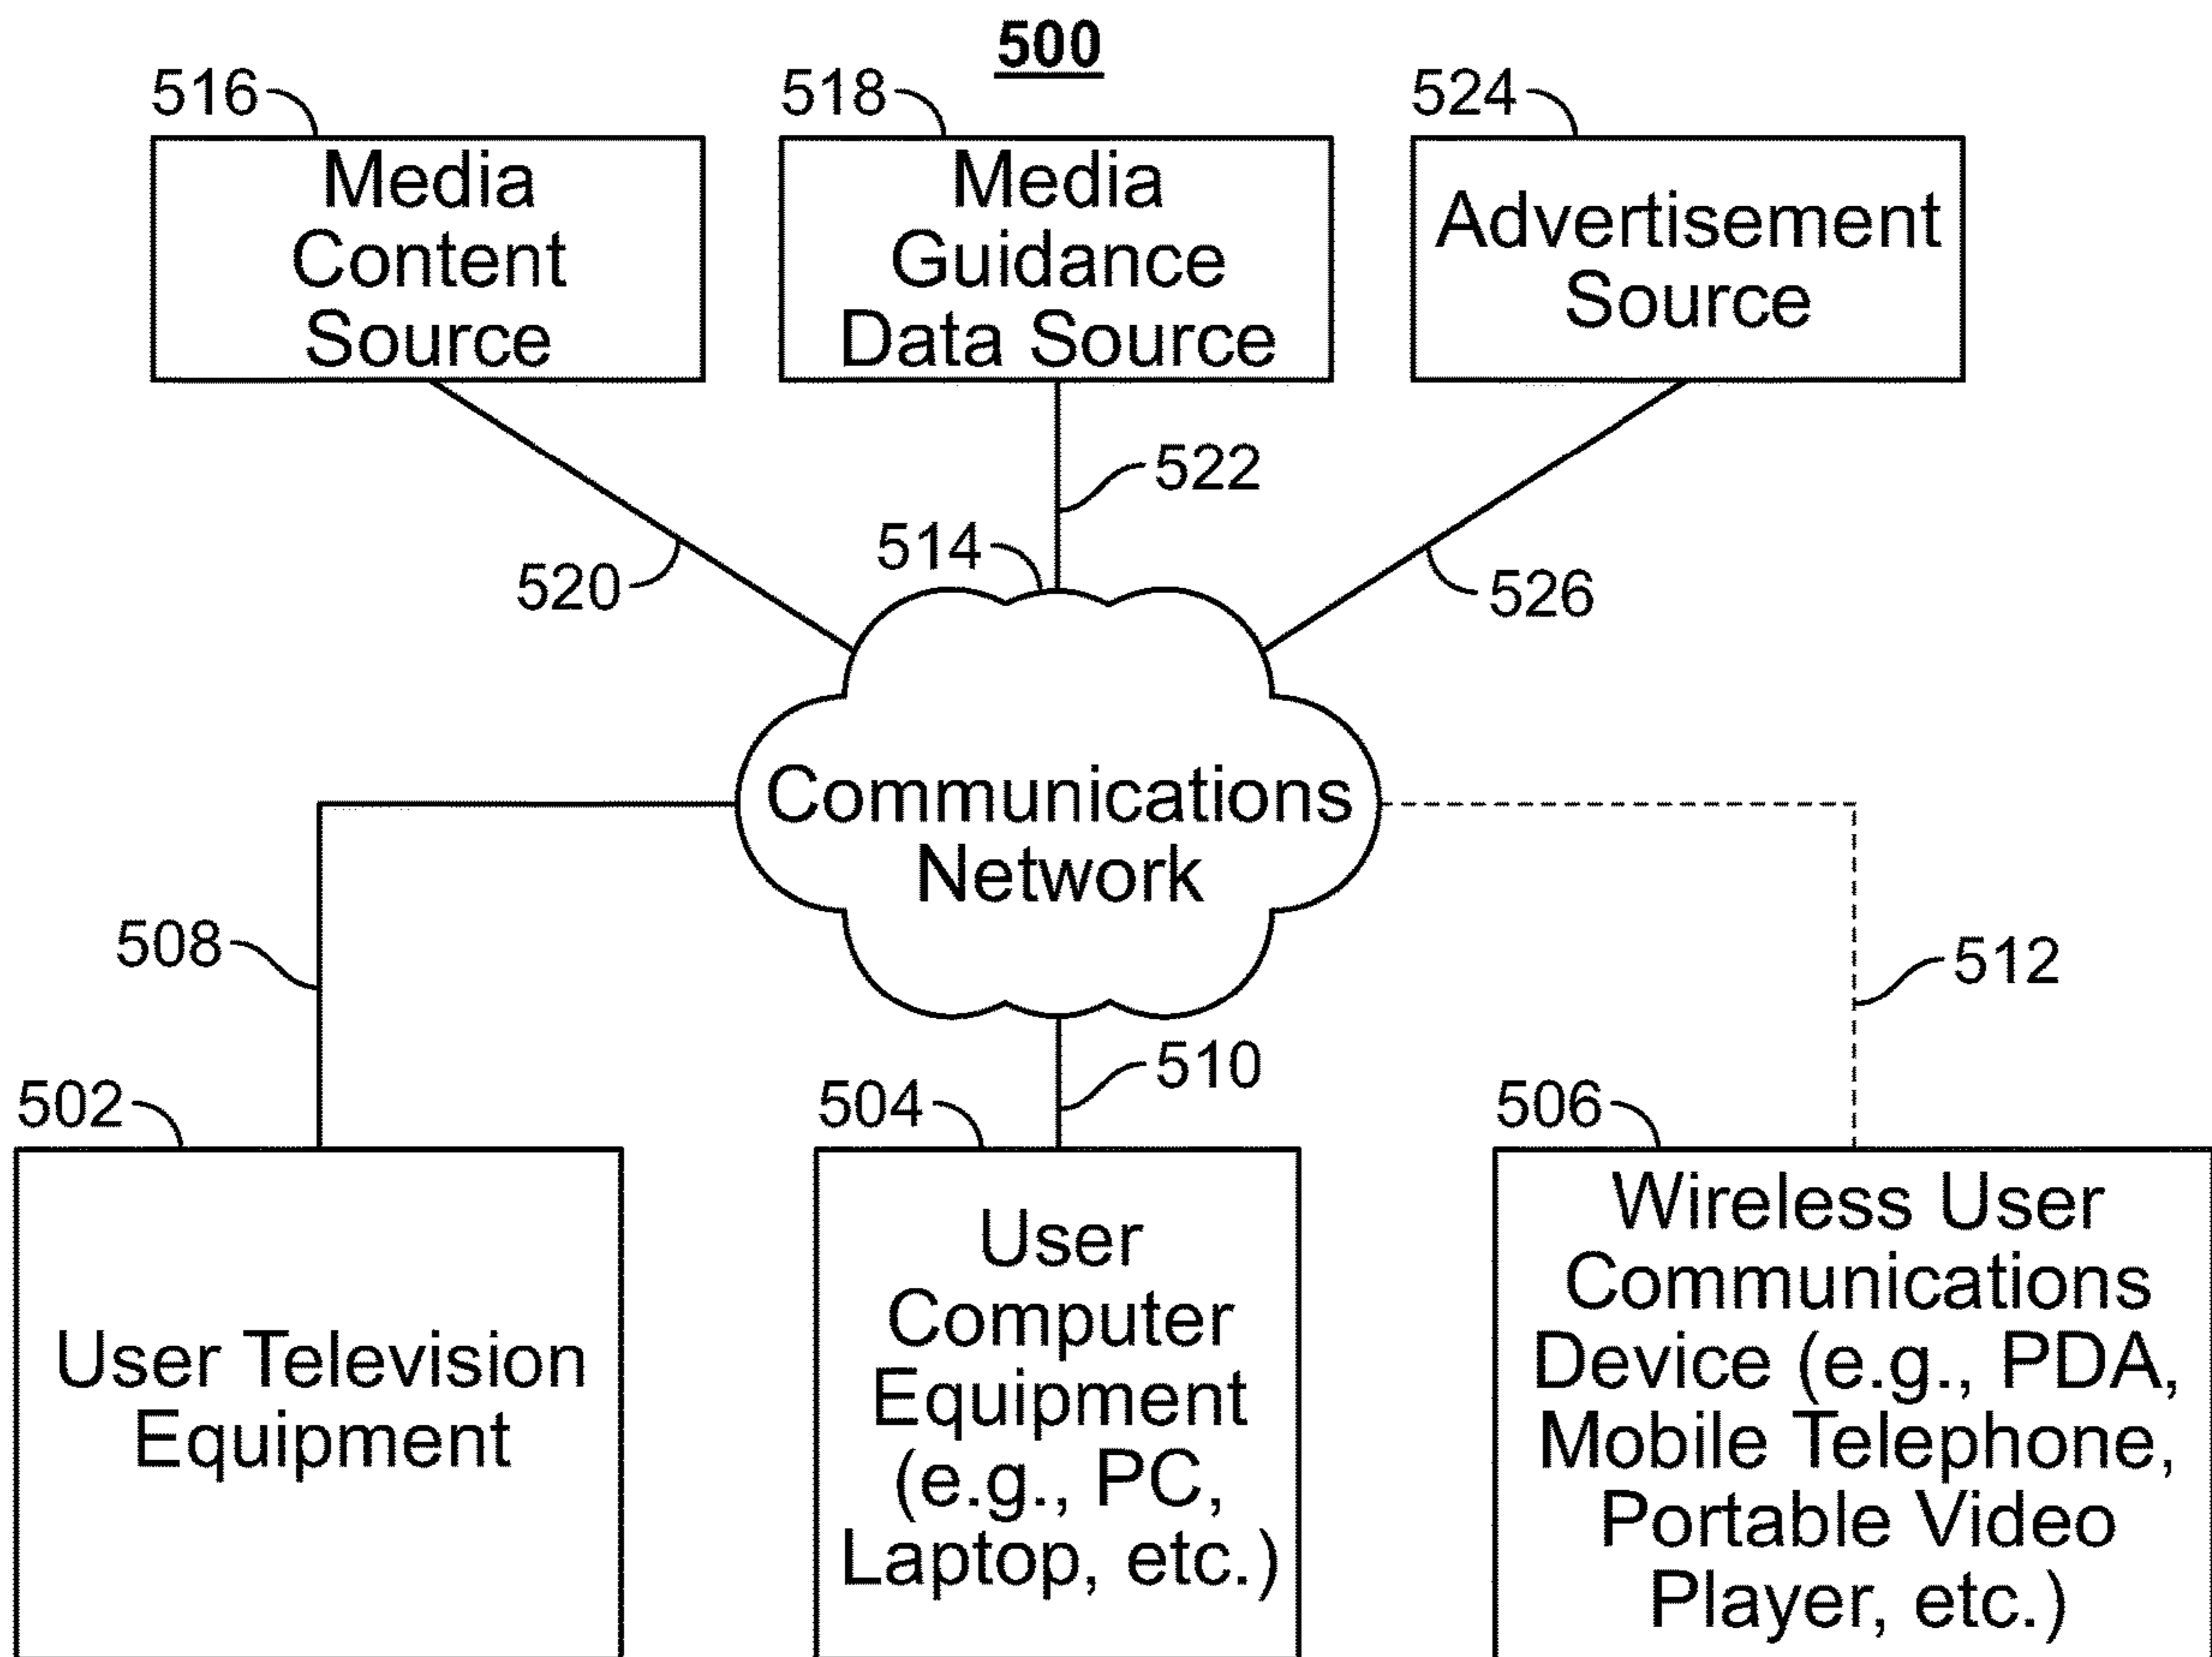 500
516
518
524
Media
Content
Source
Media
Guidance
Data Source
Advertisement
Source
522
514
520
526
Communications
Network
508
512
510
502
504
506
User Television
Equipment
User
Computer
Equipment
(e.g., PC,
Laptop, etc.)
Wireless User
Communications
Device (e.g., PDA,
Mobile Telephone,
Portable Video
Player, etc.)